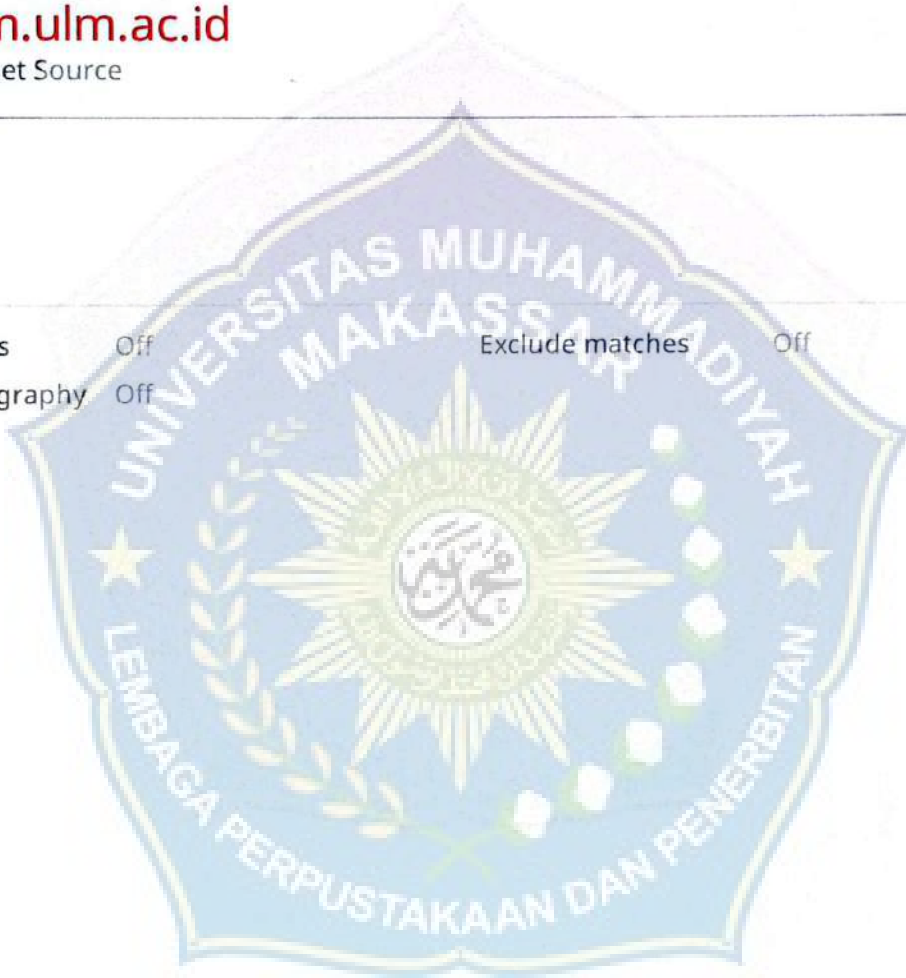 n.ulm.ac.id
et Source
s Off Exclude matches Off
graphy Off
UNIVERSITAS MUHAMMADIYAH
MAKASSAR
LEMBAGA PERPUSTAKAAN DAN PENERBITAN